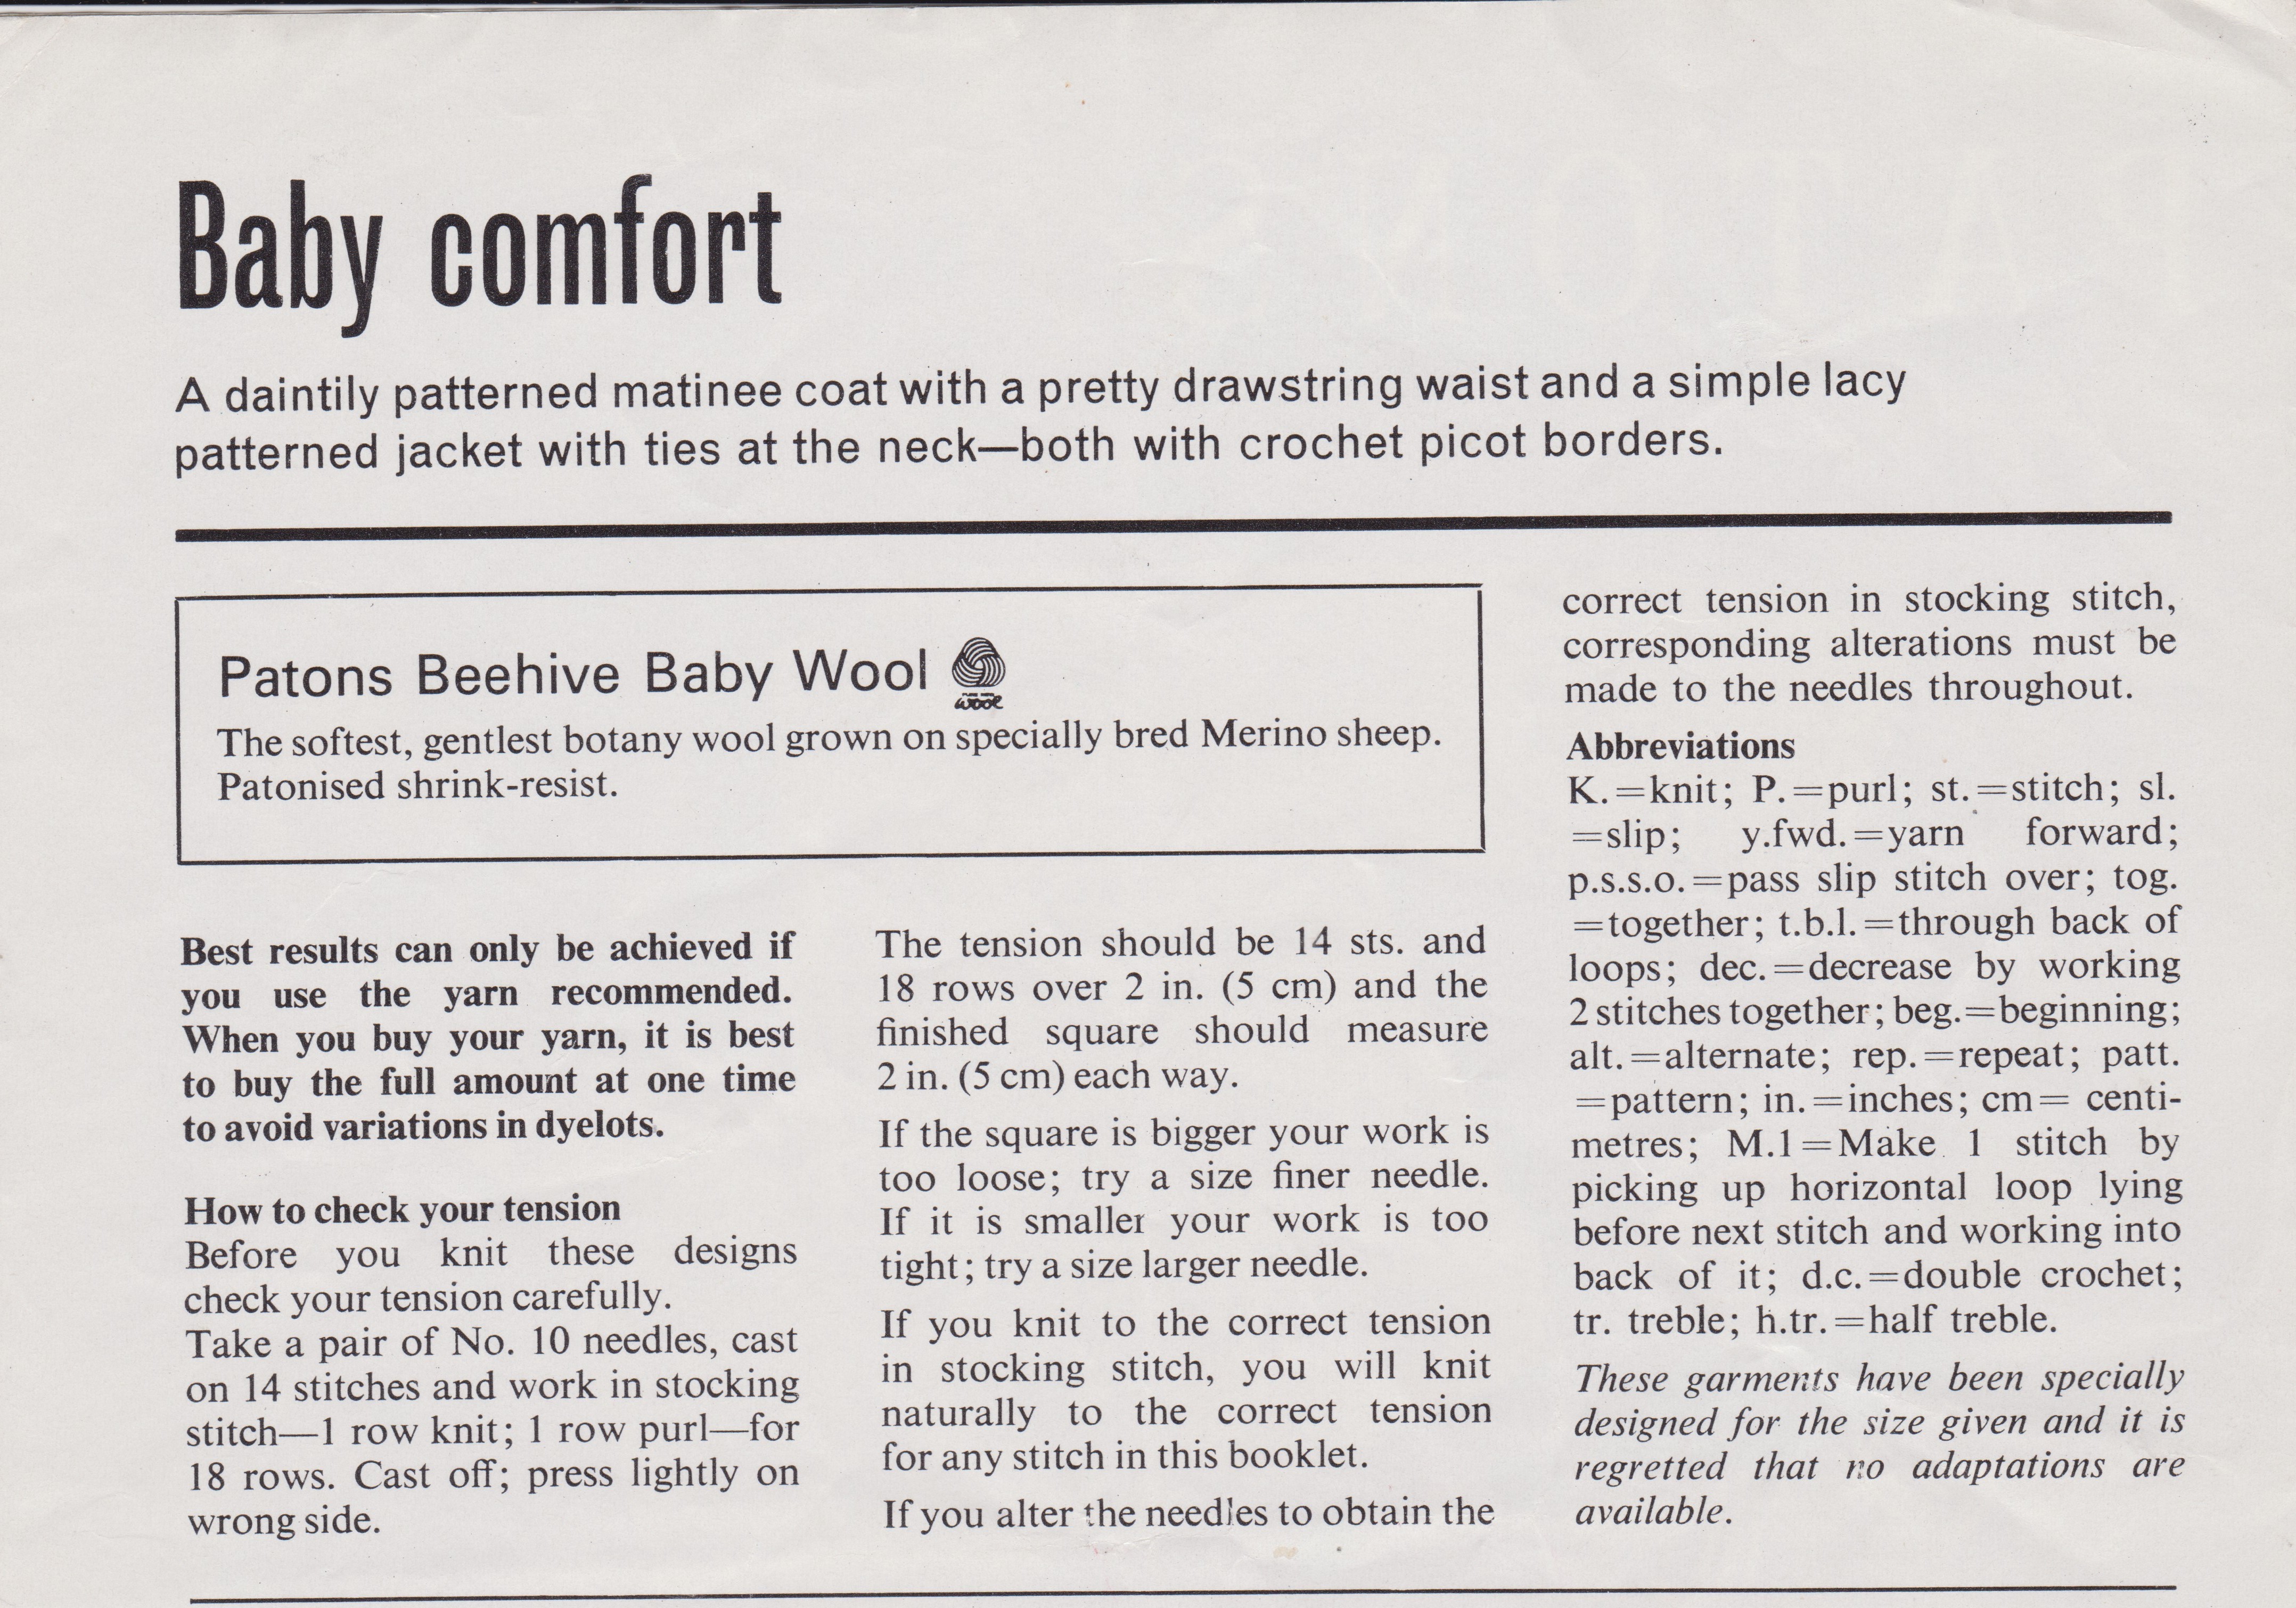 Baby comfort
A daintily patterned matinee coat with a pretty drawstring waist and a simple lacy
patterned jacket with ties at the neck—both with crochet picot borders.
Patons Beehive Baby Wool
wool
The softest, gentlest botany wool grown on specially bred Merino sheep.
Patonised shrink-resist.
Best results can only be achieved if
you use the yarn recommended.
When you buy your yarn, it is best
to buy the full amount at one time
to avoid variations in dyelots.
How to check your tension
Before you knit these designs
check your tension carefully.
Take a pair of No. 10 needles, cast
on 14 stitches and work in stocking
stitch—1 row knit; 1 row purl—for
18 rows. Cast off; press lightly on
wrong side.
The tension should be 14 sts. and
18 rows over 2 in. (5 cm) and the
finished square should measure
2 in. (5 cm) each way.
If the square is bigger your work is
too loose; try a size finer needle.
If it is smaller your work is too
tight; try a size larger needle.
If you knit to the correct tension
in stocking stitch, you will knit
naturally to the correct tension
for any stitch in this booklet.
If you alter the needles to obtain the
correct tension in stocking stitch,
corresponding alterations must be
made to the needles throughout.
Abbreviations
K.=knit; P.=purl; st.=stitch; sl.
=slip; y.fwd.=yarn forward;
p.s.s.o.=pass slip stitch over; tog.
=together; t.b.l.=through back of
loops; dec.=decrease by working
2 stitches together; beg.=beginning;
alt.=alternate; rep.=repeat; patt.
=pattern; in.=inches; cm= centi-
metres; M.1=Make 1 stitch by
picking up horizontal loop lying
before next stitch and working into
back of it; d.c.=double crochet;
tr. treble; h.tr.=half treble.
These garments have been specially
designed for the size given and it is
regretted that no adaptations are
available.